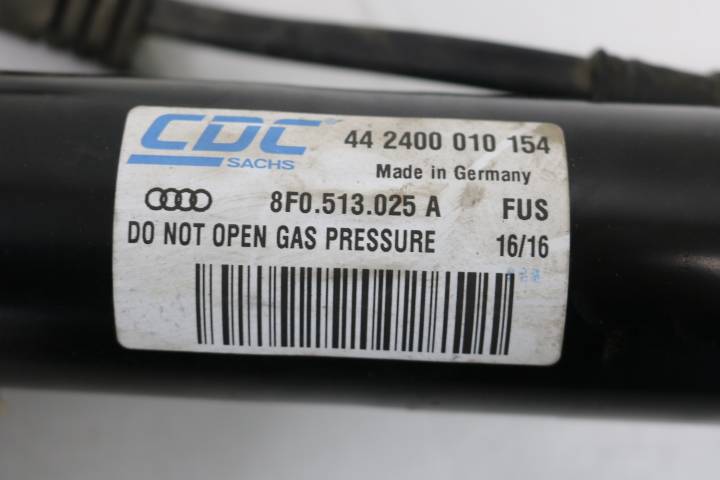 CDC 44 2400 010 154
SACHS
Made in Germany
8F0.513.025 A FUS
DO NOT OPEN GAS PRESSURE 16/16